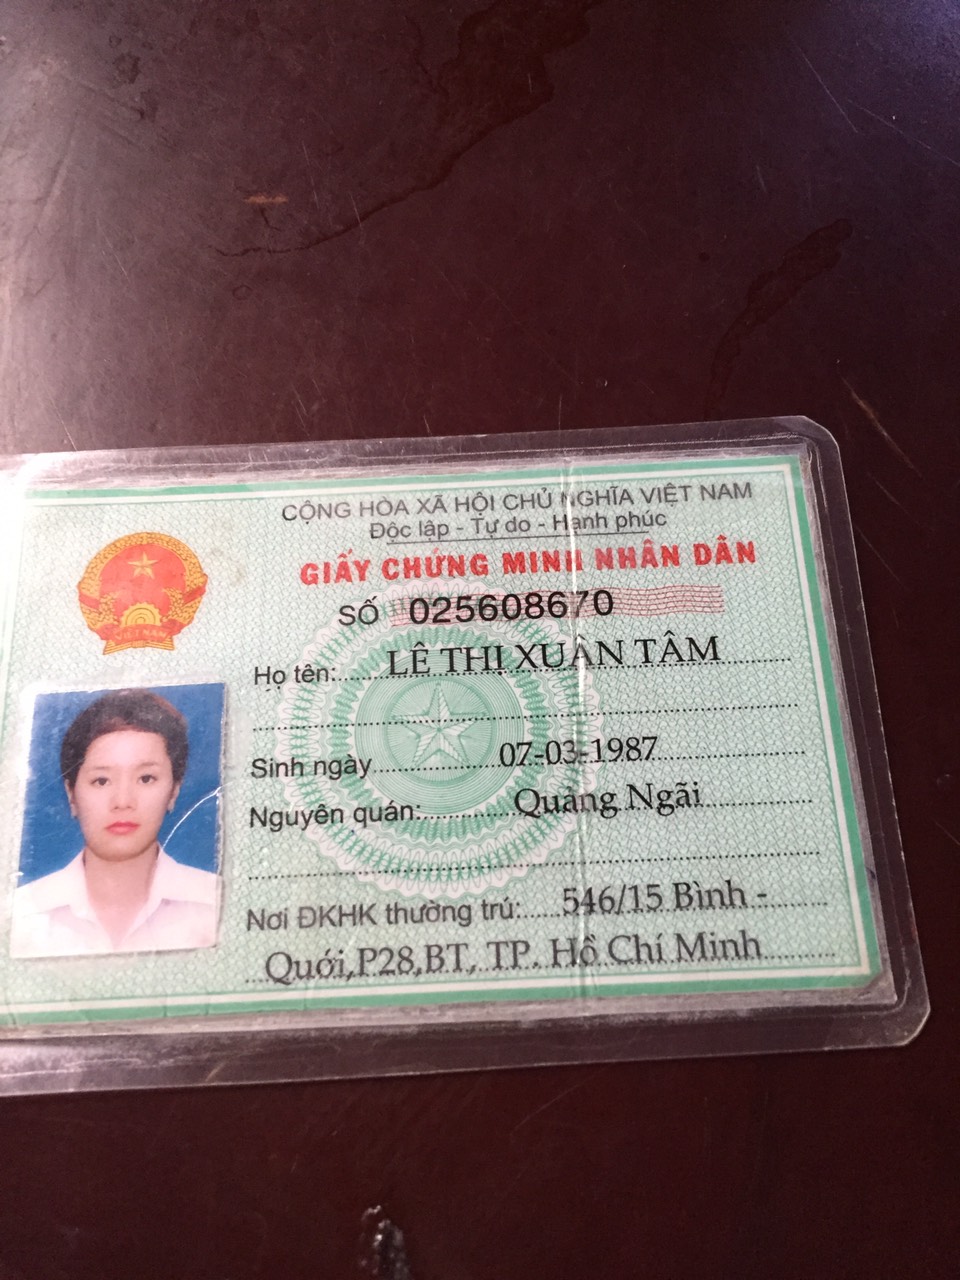 CỘNG HÒA XÃ HỘI CHỦ NGHĨA VIỆT NAM
Độc lập - Tự do - Hạnh phúc
GIẤY CHỨNG MINH NHÂN DÂN
SỐ 025608670
Họ tên: LÊ THỊ XUÂN TÂM
Sinh ngày 07-03-1987
Nguyên quán: Quảng Ngãi
Nơi ĐKHK thường trú: 546/15 Bình -
Quới,P28,BT, TP. Hồ Chí Minh
VIỆT NAM